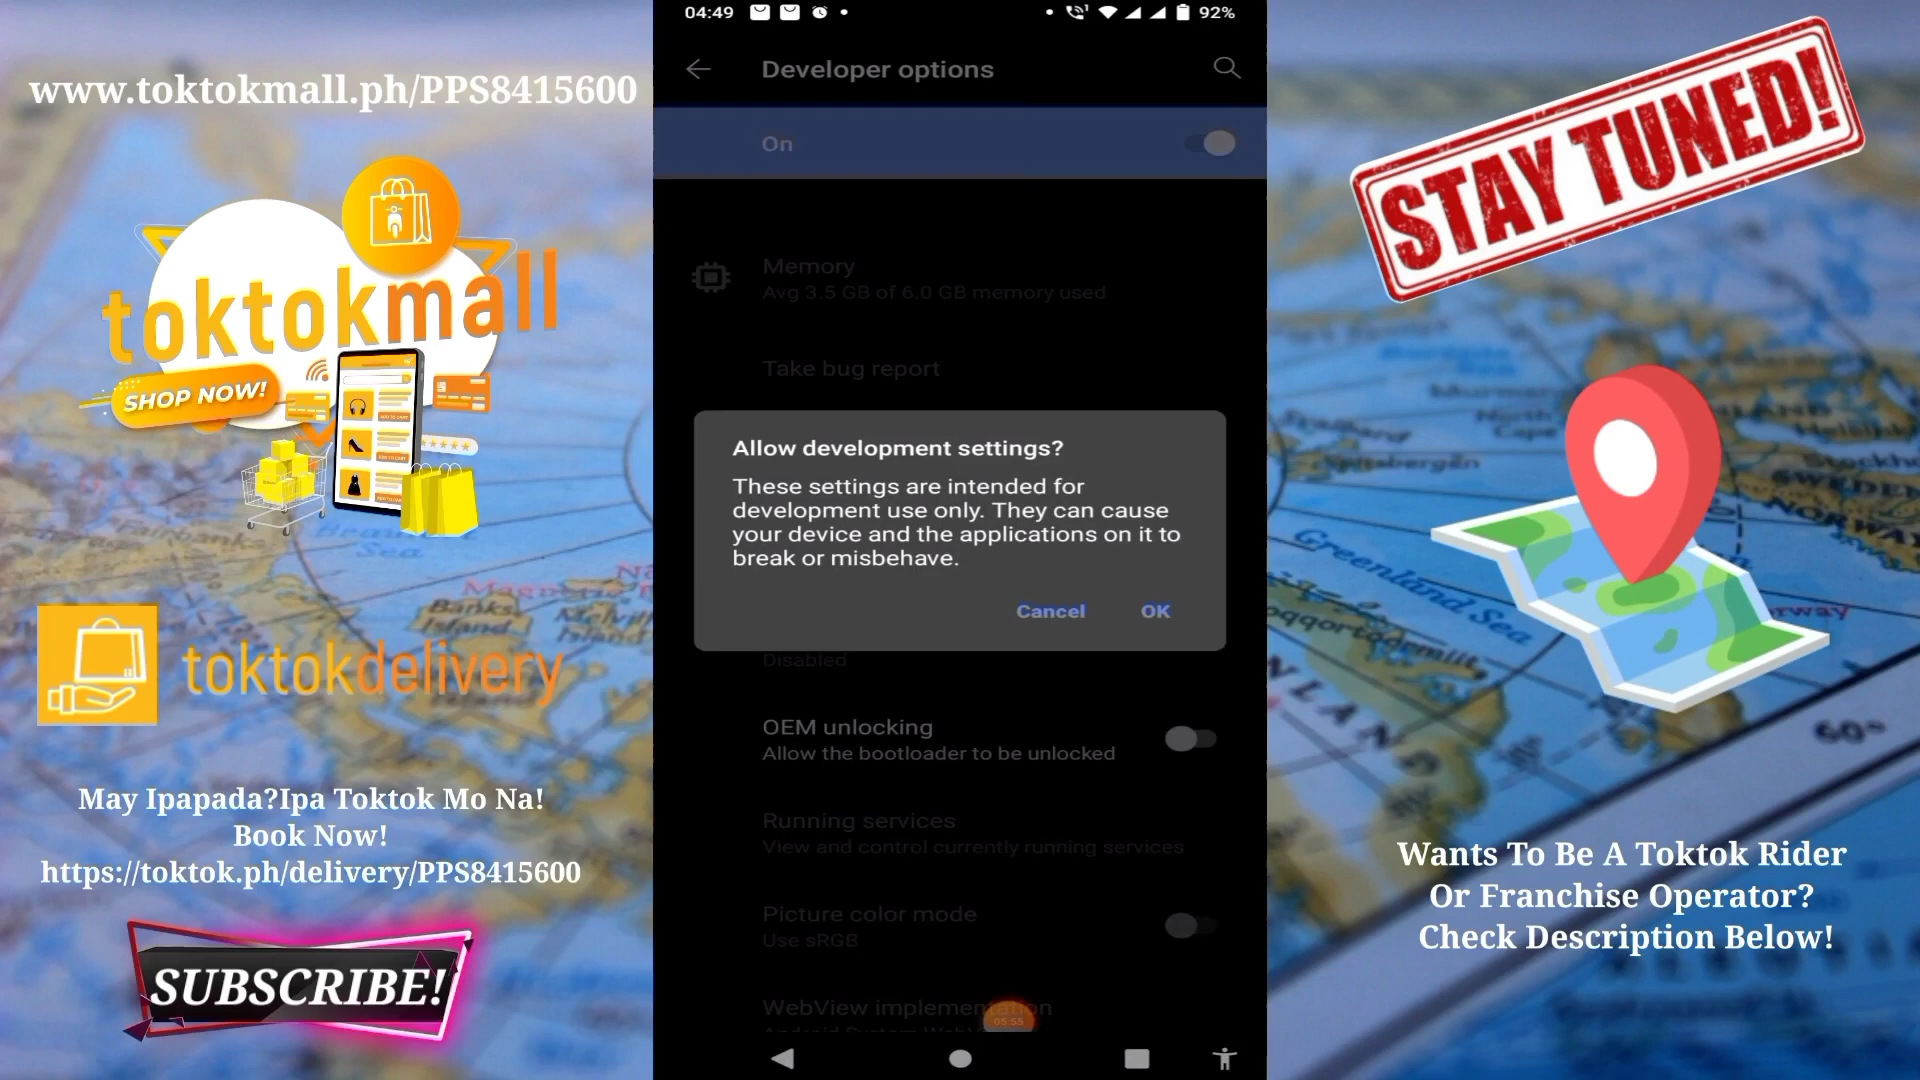 www.toktokmall.ph/PPS8415600
toktokmall
SHOP NOW!
toktokdelivery
May Ipapada?Ipa Toktok Mo Na!
Book Now!
https://toktok.ph/delivery/PPS8415600
SUBSCRIBE!
04:49
92%
Developer options
On
Memory
Avg 3.5 GB of 6.0 GB memory used
Take bug report
Allow development settings?
These settings are intended for
development use only. They can cause
your device and the applications on it to
break or misbehave.
Cancel OK
Disabled
OEM unlocking
Allow the bootloader to be unlocked
Running services
View and control currently running services
Picture color mode
Use sRGB
WebView implementation
05:55
STAY TUNED!
Greenland Sea
Wants To Be A Toktok Rider
Or Franchise Operator?
Check Description Below!